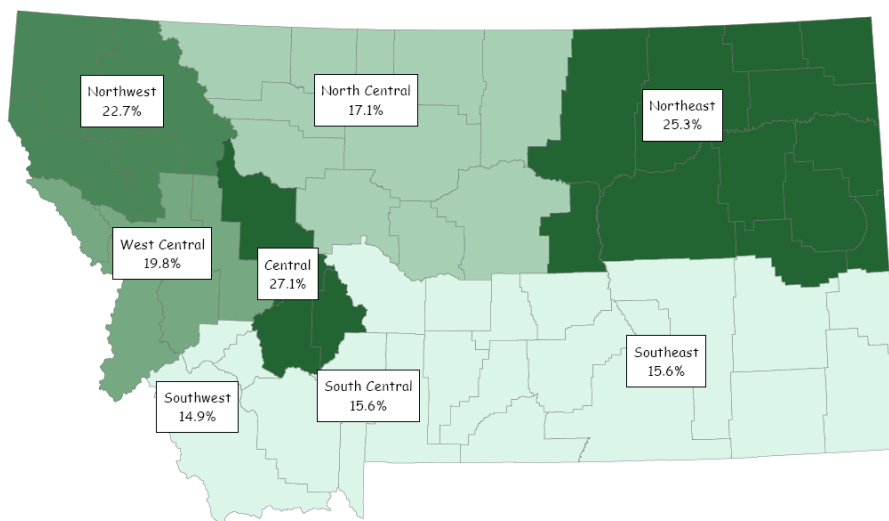 Northwest
22.7%
North Central
17.1%
Northeast
25.3%
West Central
19.8%
Central
27.1%
Southeast
15.6%
Southwest
14.9%
South Central
15.6%